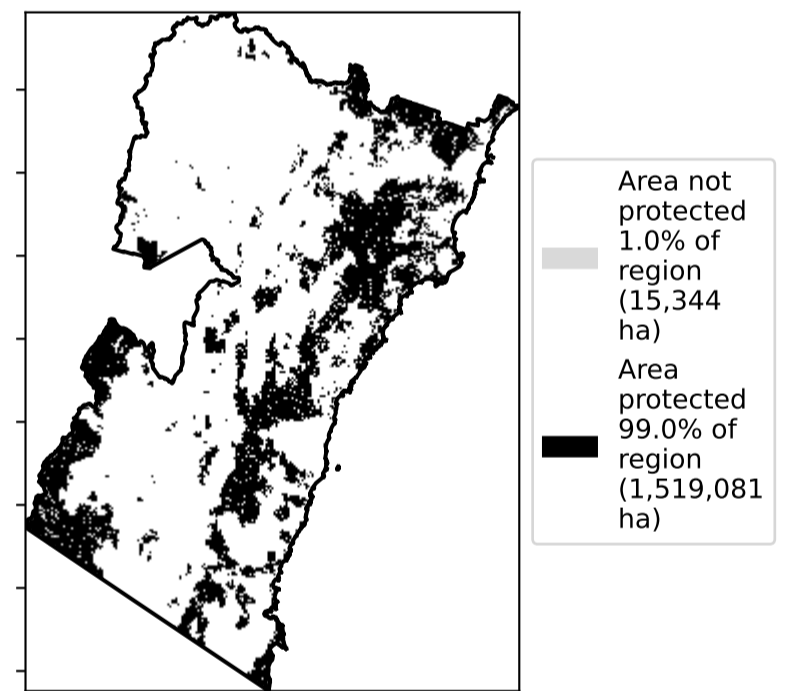 Area not
protected
1.0% of
region
(15,344
ha)
Area
protected
99.0% of
region
(1,519,081
ha)